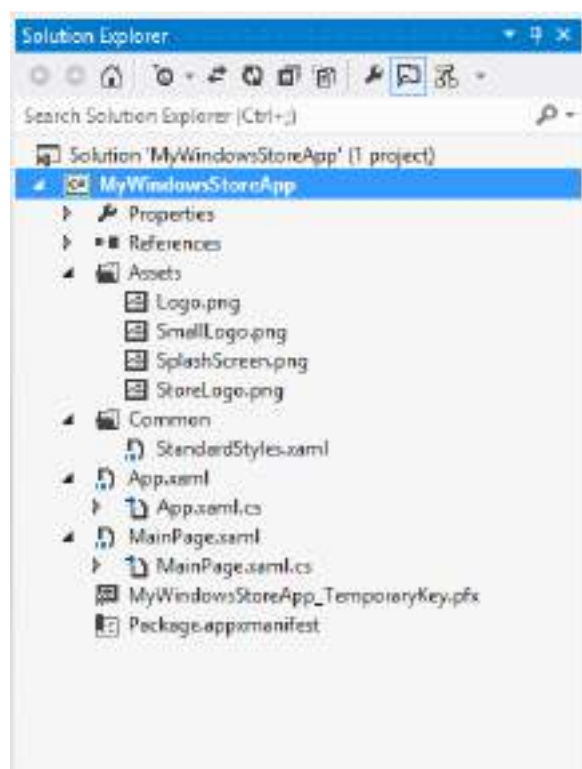 Solution Explorer
Search Solution Explorer (Ctrl+;)
Solution 'MyWindowsStoreApp' (1 project)
C# MyWindowsStoreApp
Properties
References
Assets
Logo.png
SmallLogo.png
SplashScreen.png
StoreLogo.png
Common
StandardStyles.xaml
App.xaml
App.xaml.cs
MainPage.xaml
MainPage.xaml.cs
MyWindowsStoreApp_TemporaryKey.pfx
Package.appxmanifest